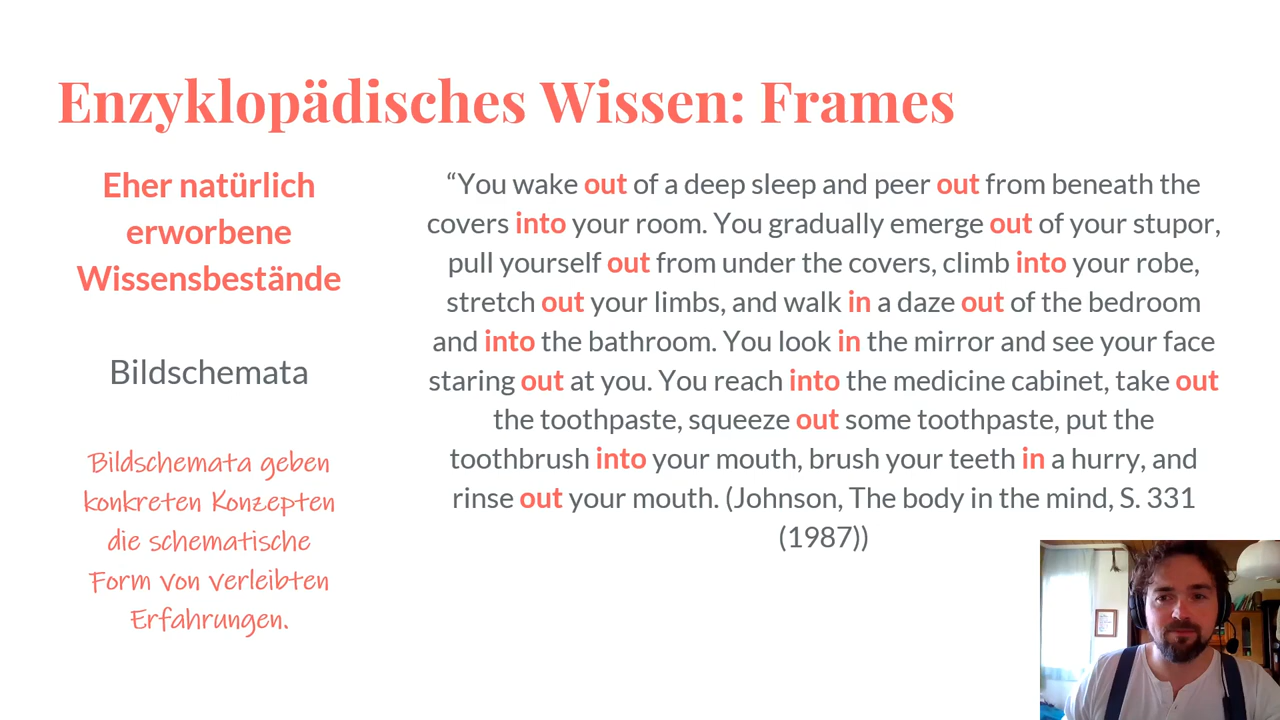 Enzyklopädisches Wissen: Frames
Eher natürlich
erworbene
Wissensbestände
Bildschemata
Bildschemata geben
konkreten Konzepten
die schematische
Form von verleibten
Erfahrungen.
“You wake out of a deep sleep and peer out from beneath the
covers into your room. You gradually emerge out of your stupor,
pull yourself out from under the covers, climb into your robe,
stretch out your limbs, and walk in a daze out of the bedroom
and into the bathroom. You look in the mirror and see your face
staring out at you. You reach into the medicine cabinet, take out
the toothpaste, squeeze out some toothpaste, put the
toothbrush into your mouth, brush your teeth in a hurry, and
rinse out your mouth. (Johnson, The body in the mind, S. 331
(1987))